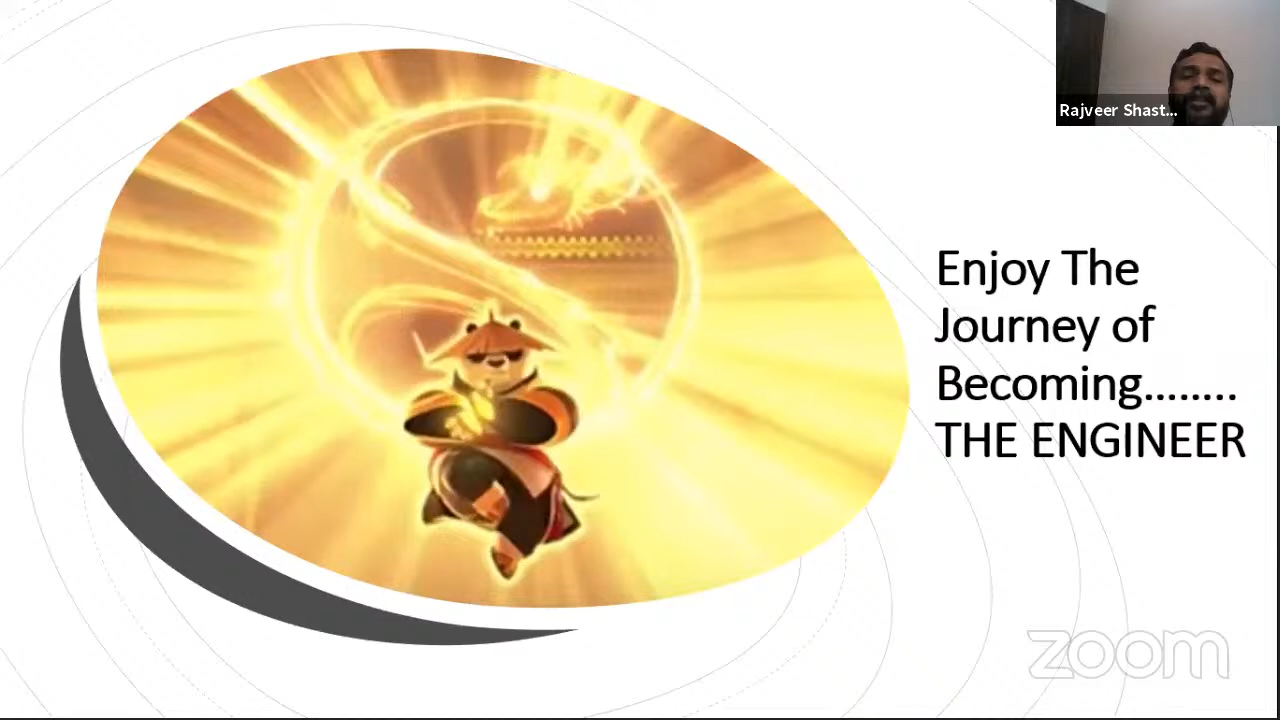 Rajveer Shast...
Enjoy The
Journey of
Becoming........
THE ENGINEER
zoom